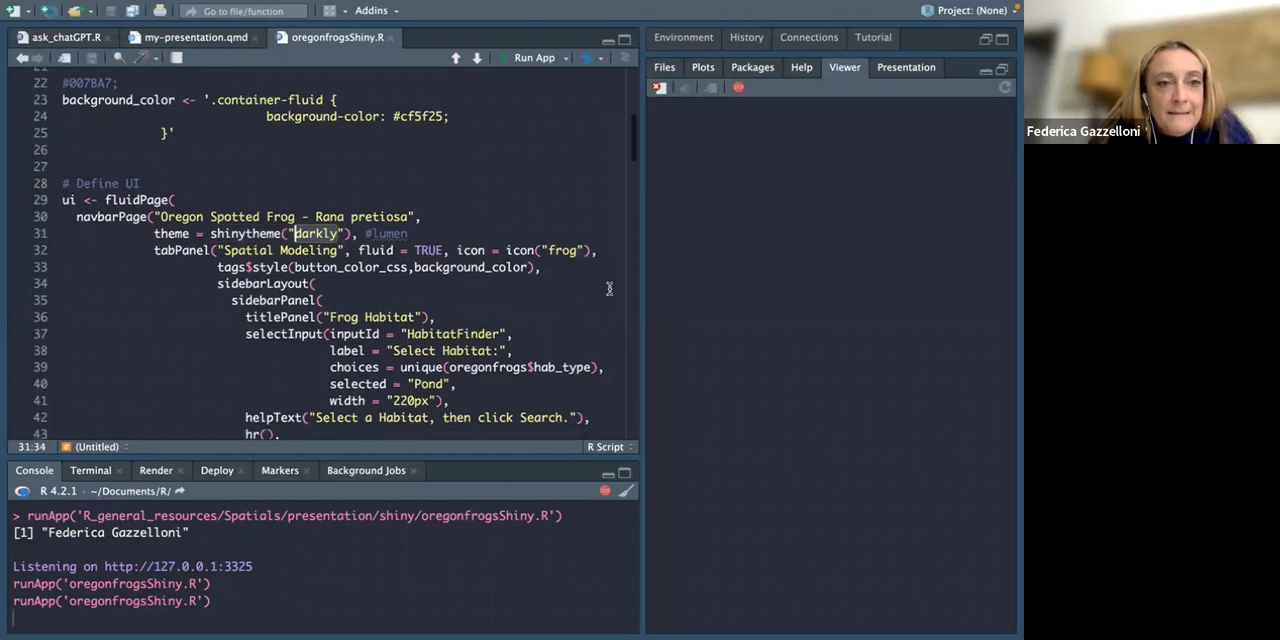 Go to file/function
Addins
Project: (None)
ask_chatGPT.R
my-presentation.qmd
oregonfrogsShiny.R
Run App
22 #007BA7;
23 background_color <- '.container-fluid {
24 background-color: #cf5f25;
25 }'
26
27
28 # Define UI
29 ui <- fluidPage(
30 navbarPage("Oregon Spotted Frog - Rana pretiosa",
31 theme = shinytheme("darkly"), #lumen
32 tabPanel("Spatial Modeling", fluid = TRUE, icon = icon("frog"),
33 tags$style(button_color_css,background_color),
34 sidebarLayout(
35 sidebarPanel(
36 titlePanel("Frog Habitat"),
37 selectInput(inputId = "HabitatFinder",
38 label = "Select Habitat:",
39 choices = unique(oregonfrogs$hab_type),
40 selected = "Pond",
41 width = "220px"),
42 helpText("Select a Habitat, then click Search."),
43 hr(),
31:34 (Untitled) R Script
Console Terminal Render Deploy Markers Background Jobs
R 4.2.1 · ~/Documents/R/
> runApp('R_general_resources/Spatials/presentation/shiny/oregonfrogsShiny.R')
[1] "Federica Gazzelloni"
Listening on http://127.0.0.1:3325
runApp('oregonfrogsShiny.R')
runApp('oregonfrogsShiny.R')
Environment History Connections Tutorial
Files Plots Packages Help Viewer Presentation
Federica Gazzelloni